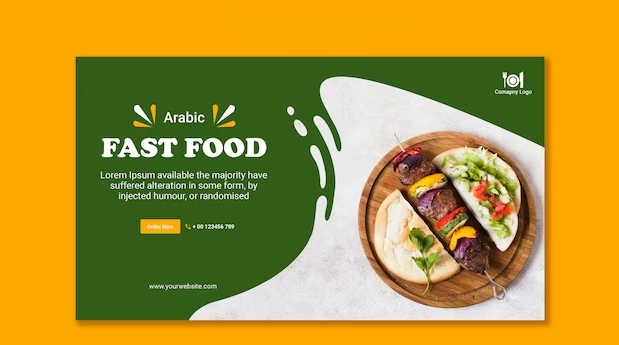 Comapny Logo
Arabic
FAST FOOD
Lorem Ipsum available the majority have
suffered alteration in some form, by
injected humour, or randomised
Order Now
+ 00 123456 789
www.yourwebsite.com